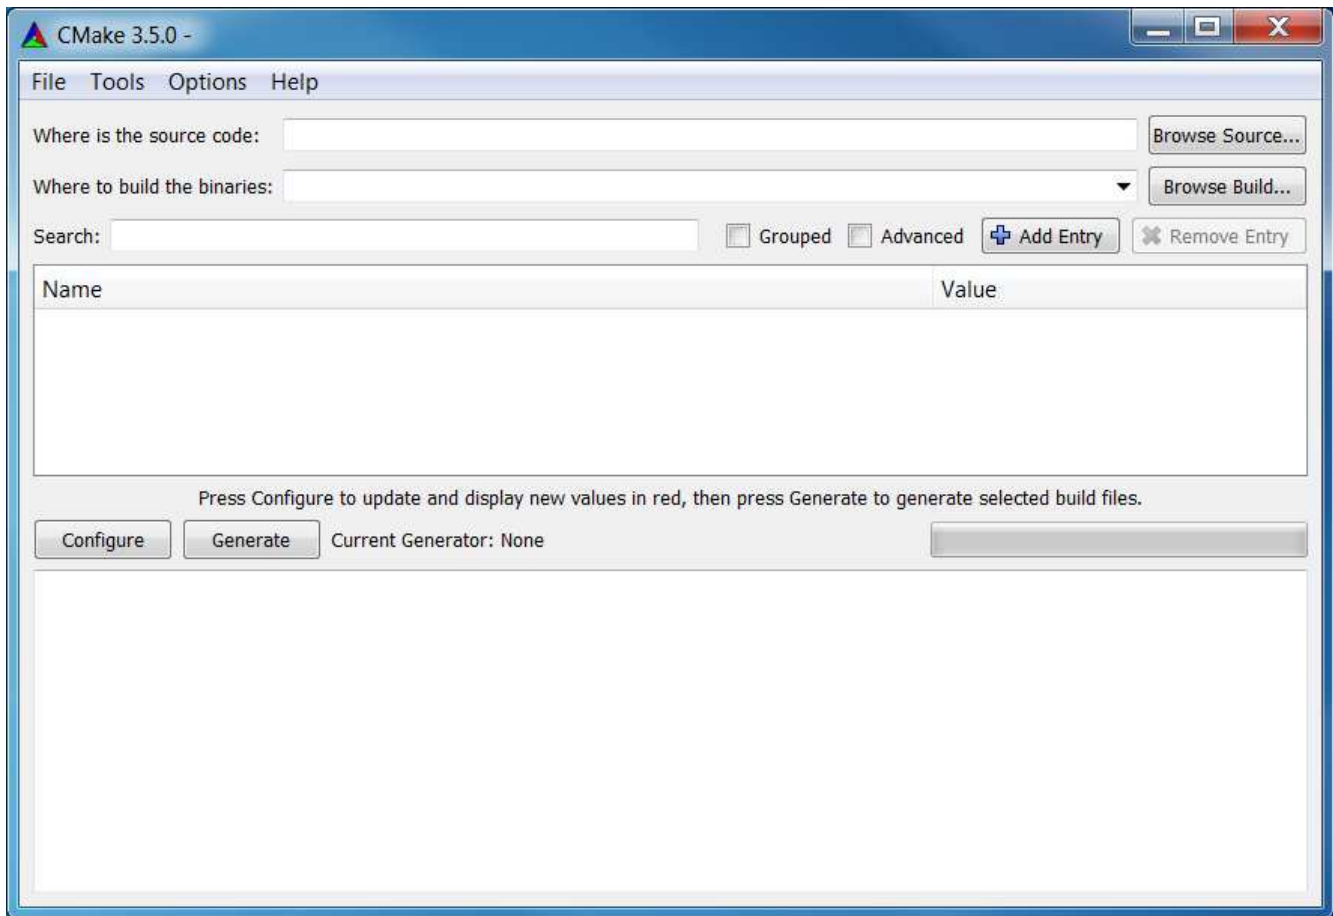 CMake 3.5.0 -
File Tools Options Help
Where is the source code: Browse Source...
Where to build the binaries: Browse Build...
Search: Grouped Advanced Add Entry Remove Entry
Name Value
Press Configure to update and display new values in red, then press Generate to generate selected build files.
Configure Generate Current Generator: None